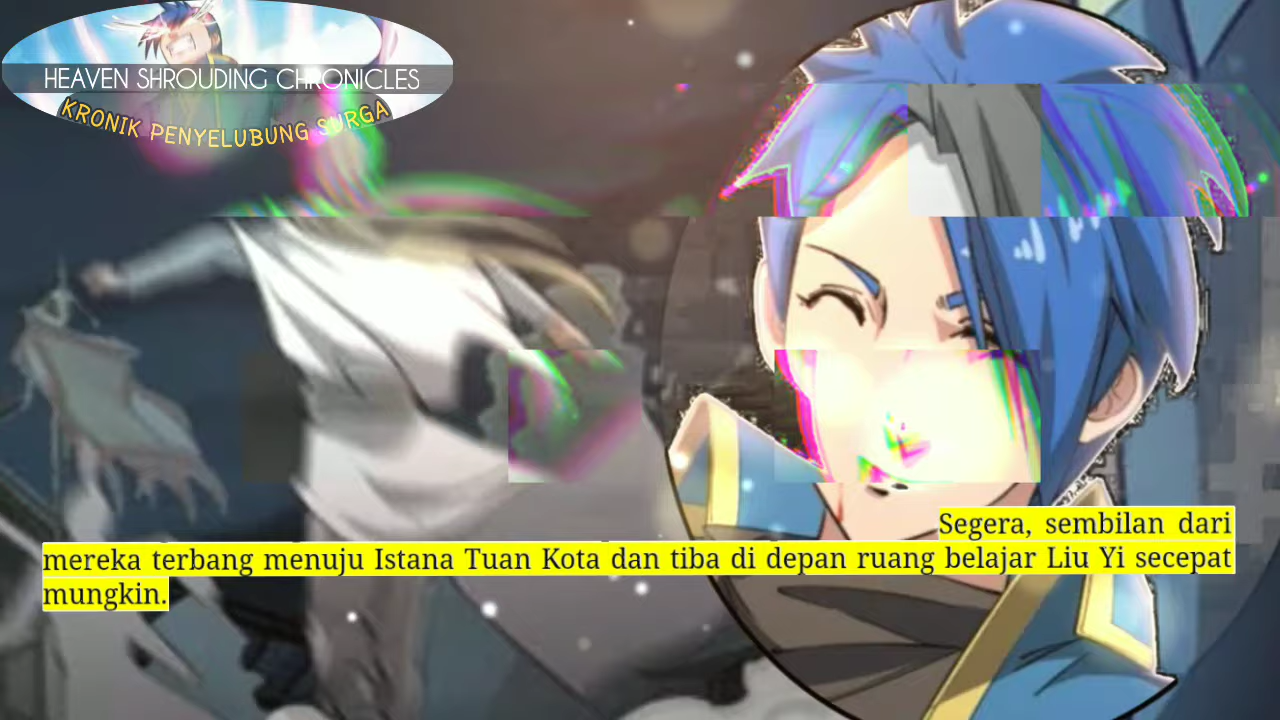 HEAVEN SHROUDING CHRONICLES
KRONIK PENYELUBUNG SURGA
Segera, sembilan dari
mereka terbang menuju Istana Tuan Kota dan tiba di depan ruang belajar Liu Yi secepat
mungkin.